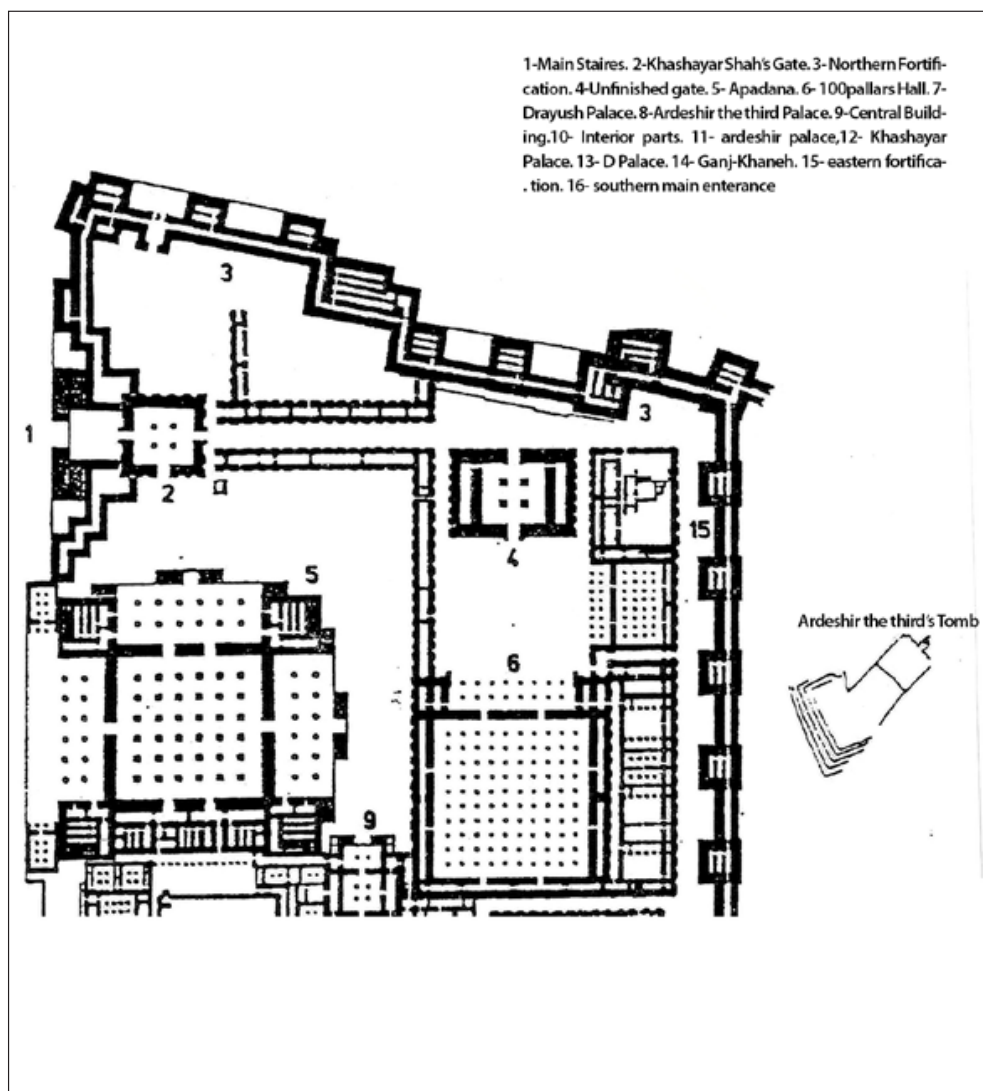 1-Main Staires. 2-Khashayar Shah's Gate. 3- Northern Fortifi-
cation. 4-Unfinished gate. 5- Apadana. 6- 100pallars Hall. 7-
Drayush Palace. 8-Ardeshir the third Palace. 9-Central Build-
ing.10- Interior parts. 11- ardeshir palace,12- Khashayar
Palace. 13- D Palace. 14- Ganj-Khaneh. 15- eastern fortifica-
. tion. 16- southern main enterance
3
3
1
2
4
15
5
Ardeshir the third's Tomb
6
9